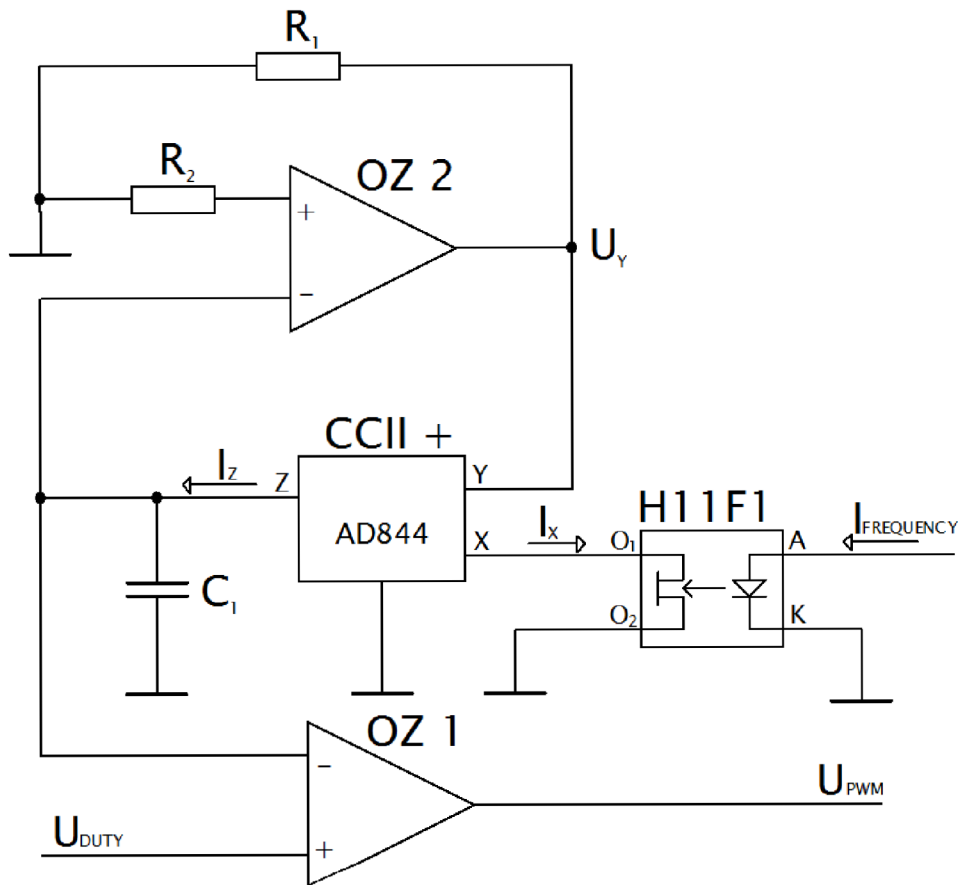 R1
R2
OZ 2
+
−
UY
CCII +
IZ
Z
Y
AD844
X
IX
H11F1
IFREQUENCY
O1
A
O2
K
C1
OZ 1
−
UPWM
UDUTY
+